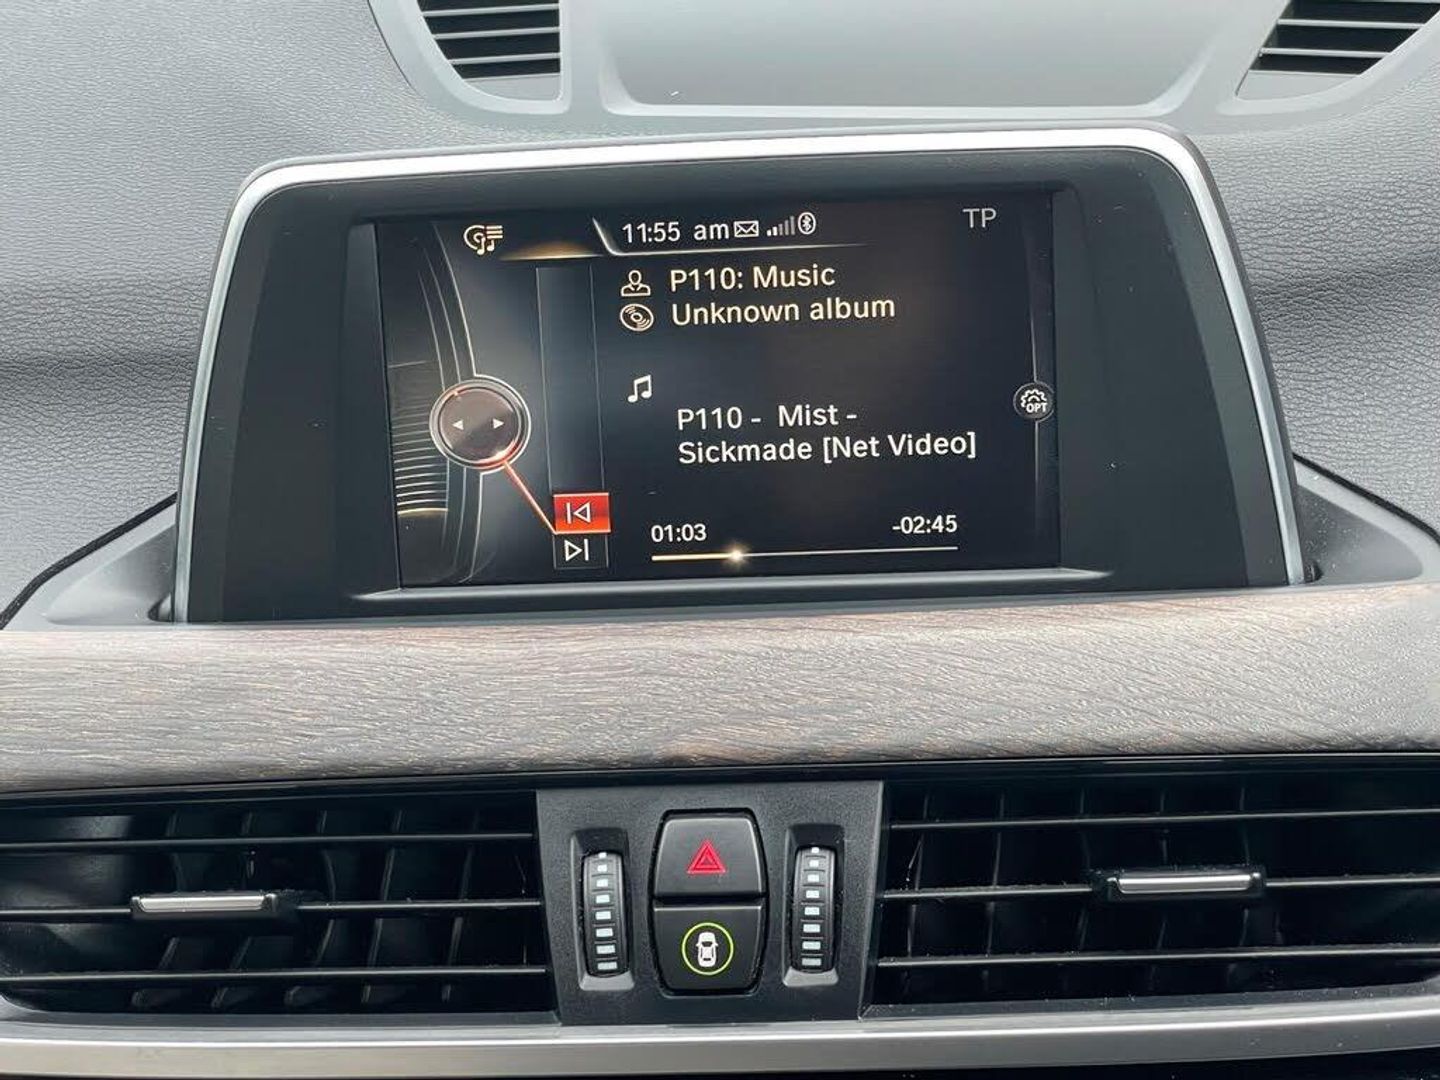 11:55 am
TP
P110: Music
Unknown album
P110 - Mist -
Sickmade [Net Video]
OPT
01:03
-02:45